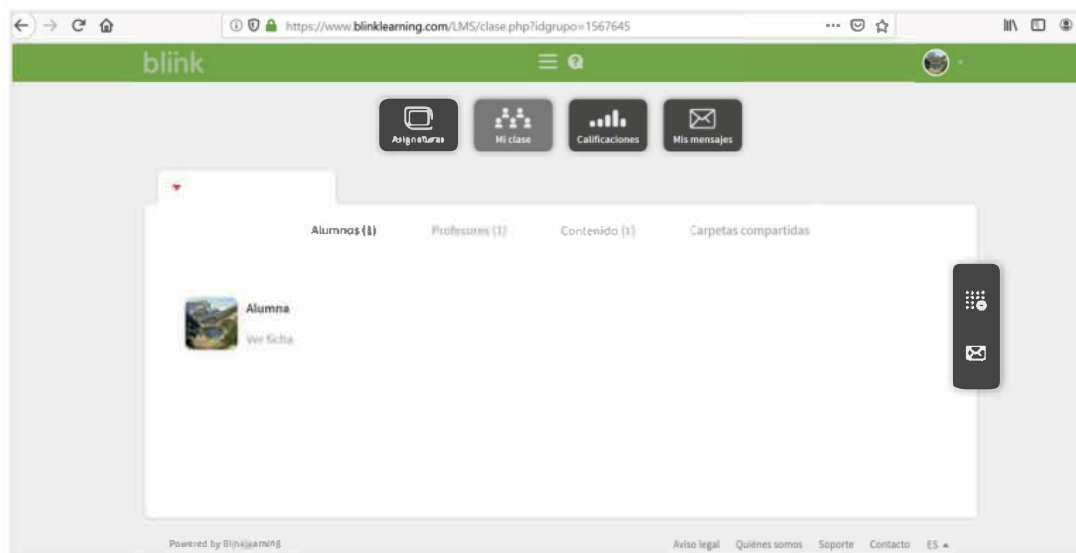 https://www.blinklearning.com/LMS/clase.php?idgrupo=1567645
blink
Asignaturas Mi clase Calificaciones Mis mensajes
Alumnos (1) Profesores (1) Contenido (1) Carpetas compartidas
Alumna
Ver ficha
Powered by Blinklearning Aviso legal Quiénes somos Soporte Contacto ES